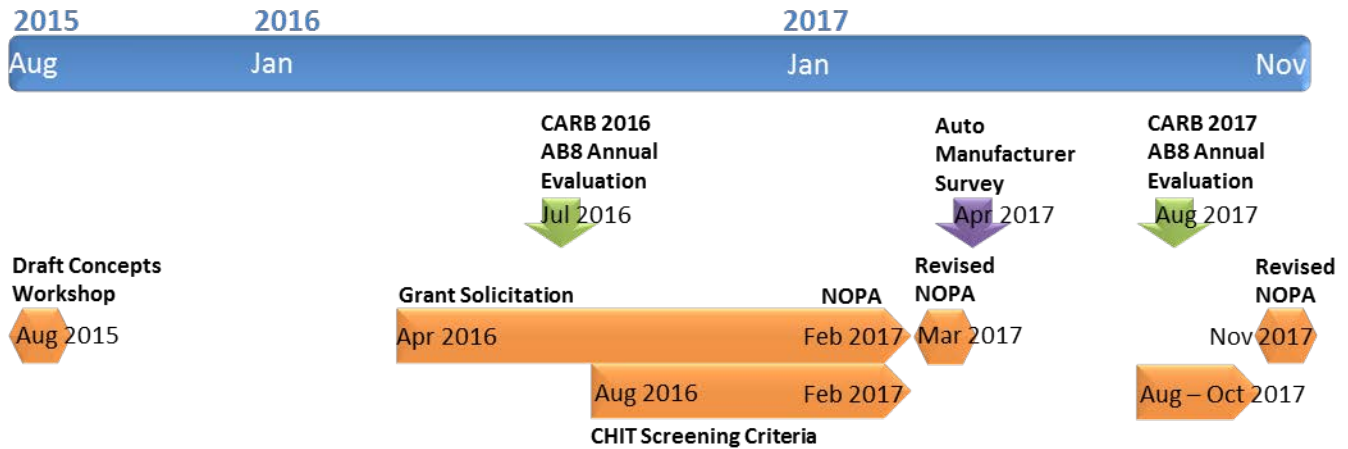 2015
2016
2017
Aug
Jan
Jan
Nov
CARB 2016
AB8 Annual
Evaluation
Jul 2016
Auto
Manufacturer
Survey
Apr 2017
CARB 2017
AB8 Annual
Evaluation
Aug 2017
Draft Concepts
Workshop
Aug 2015
Grant Solicitation
NOPA
Apr 2016
Feb 2017
Revised
NOPA
Mar 2017
Revised
NOPA
Nov 2017
Aug 2016
Feb 2017
Aug – Oct 2017
CHIT Screening Criteria